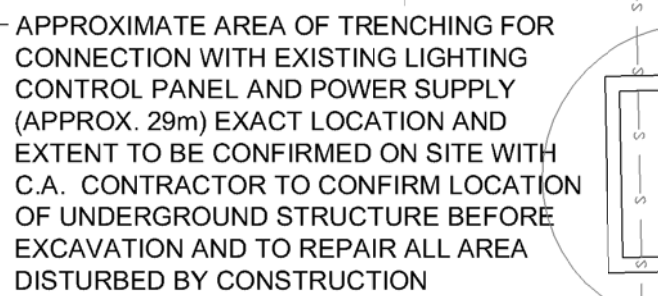 APPROXIMATE AREA OF TRENCHING FOR
CONNECTION WITH EXISTING LIGHTING
CONTROL PANEL AND POWER SUPPLY
(APPROX. 29m) EXACT LOCATION AND
EXTENT TO BE CONFIRMED ON SITE WITH
C.A.  CONTRACTOR TO CONFIRM LOCATION
OF UNDERGROUND STRUCTURE BEFORE
EXCAVATION AND TO REPAIR ALL AREA
DISTURBED BY CONSTRUCTION
S
S
S
S
S